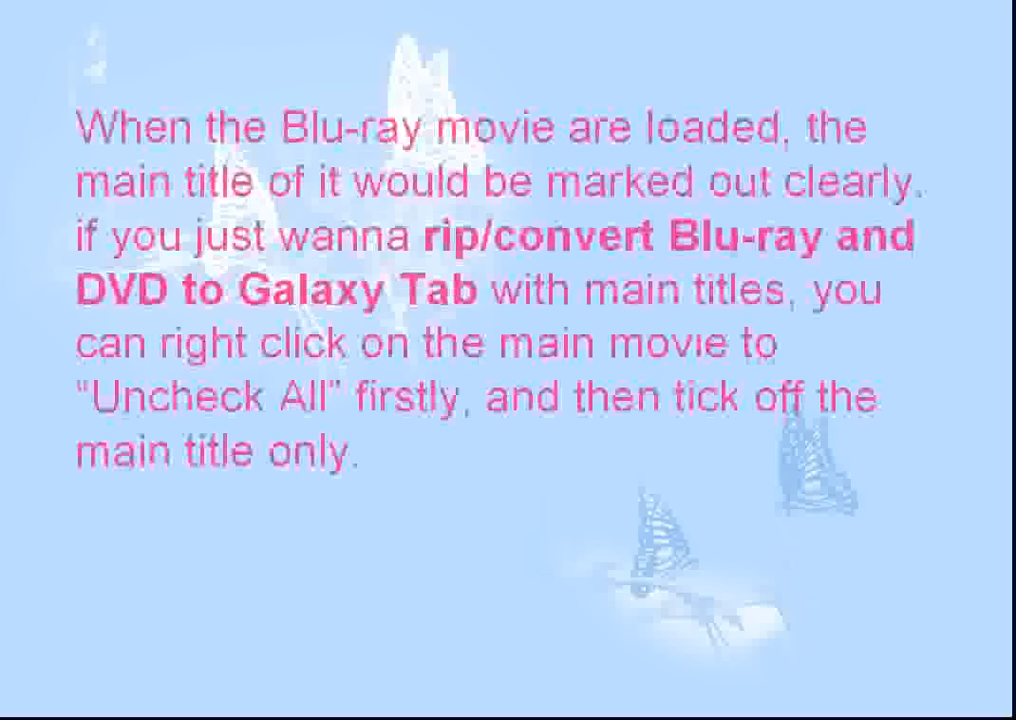 When the Blu-ray movie are loaded, the
main title of it would be marked out clearly.
if you just wanna rip/convert Blu-ray and
DVD to Galaxy Tab with main titles, you
can right click on the main movie to
“Uncheck All” firstly, and then tick off the
main title only.